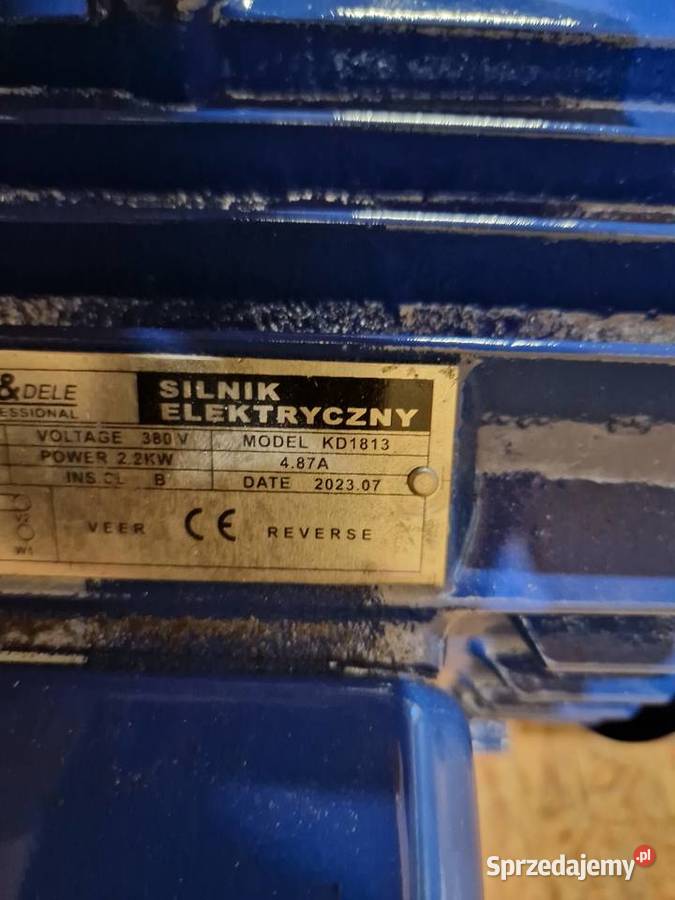 & DELE
SILNIK
ELEKTRYCZNY
ESSIONAL
VOLTAGE 380 V
MODEL KD1813
POWER 2.2KW
4.87A
INS.CL B
DATE 2023.07
W1
VEER CE REVERSE
Sprzedajemy.pl